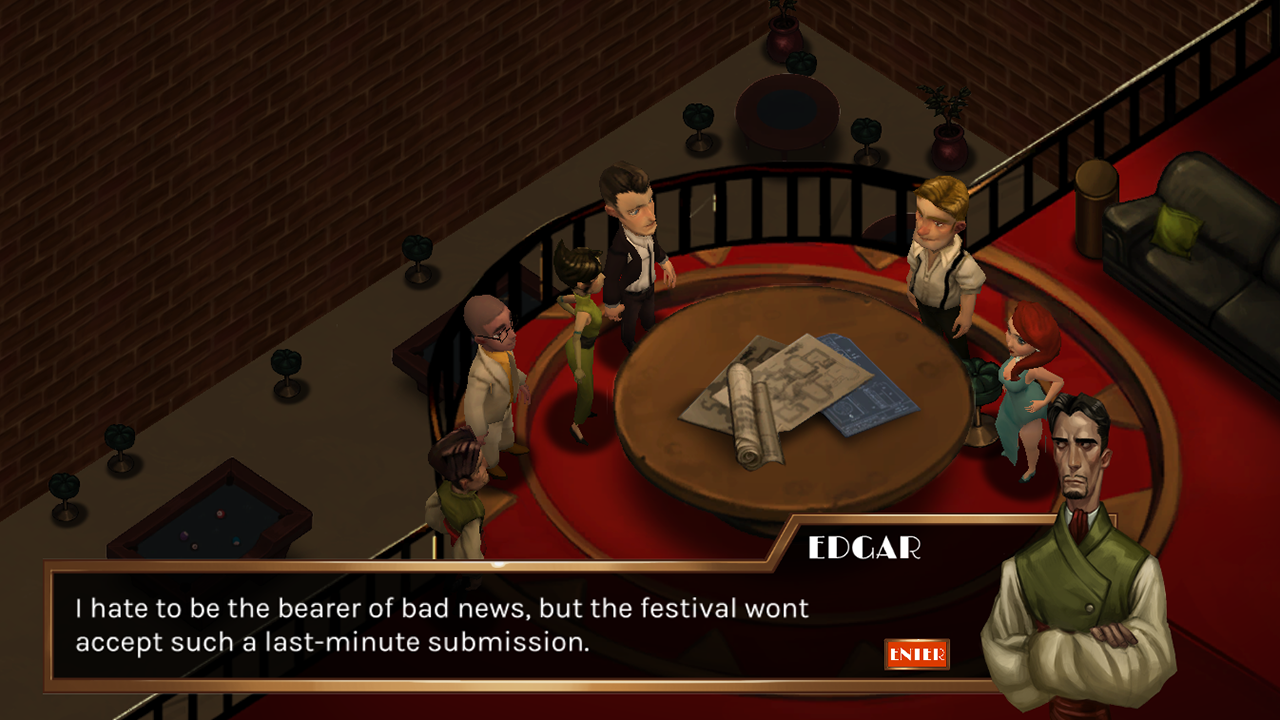 EDGAR
I hate to be the bearer of bad news, but the festival wont
accept such a last-minute submission.
ENTER